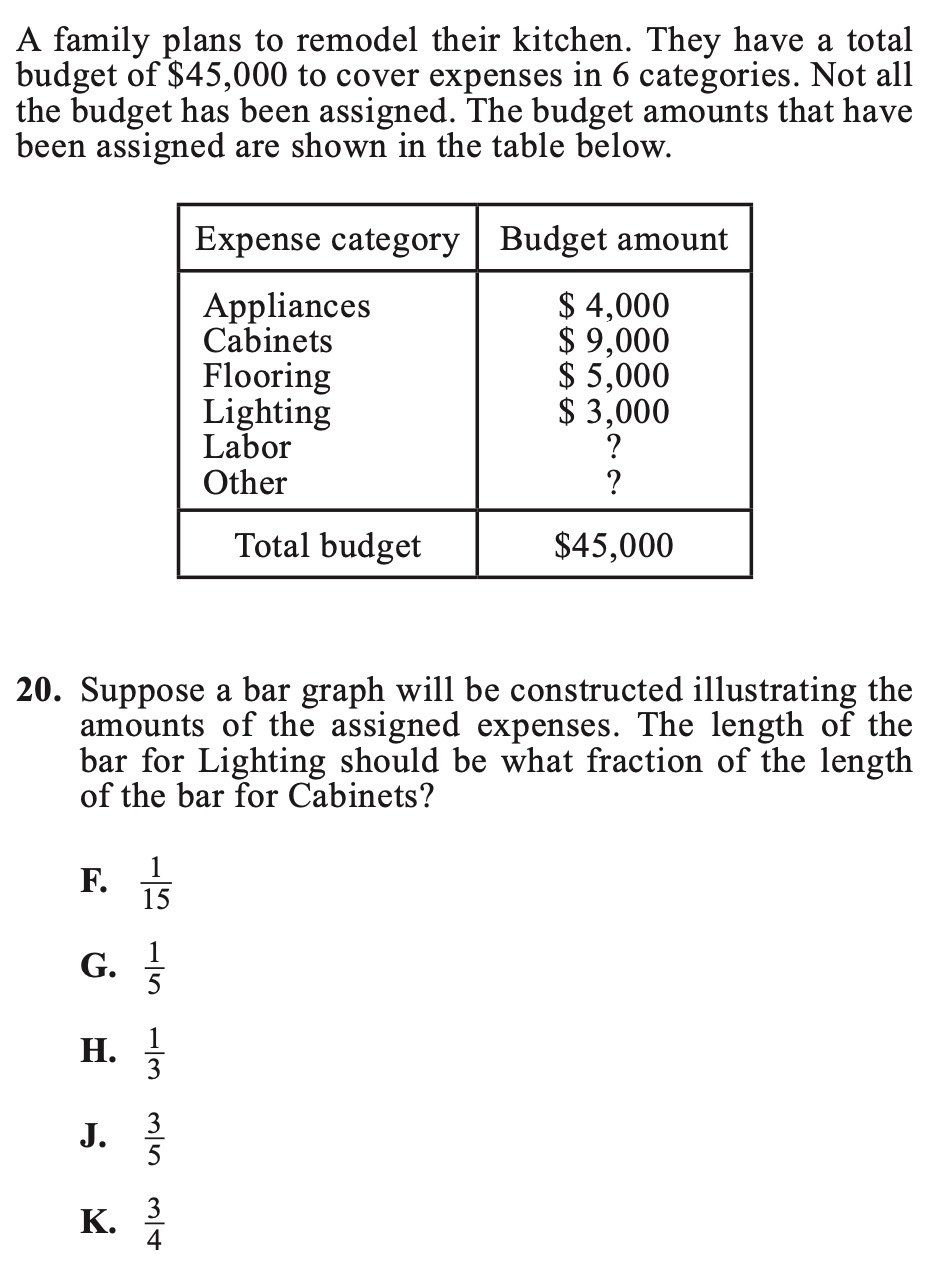 A family plans to remodel their kitchen. They have a total
budget of $45,000 to cover expenses in 6 categories. Not all
the budget has been assigned. The budget amounts that have
been assigned are shown in the table below.
Expense category Budget amount
Appliances $ 4,000
Cabinets $ 9,000
Flooring $ 5,000
Lighting $ 3,000
Labor ?
Other ?
Total budget $45,000
20. Suppose a bar graph will be constructed illustrating the
amounts of the assigned expenses. The length of the
bar for Lighting should be what fraction of the length
of the bar for Cabinets?
F. 1/15
G. 1/5
H. 1/3
J. 3/5
K. 3/4